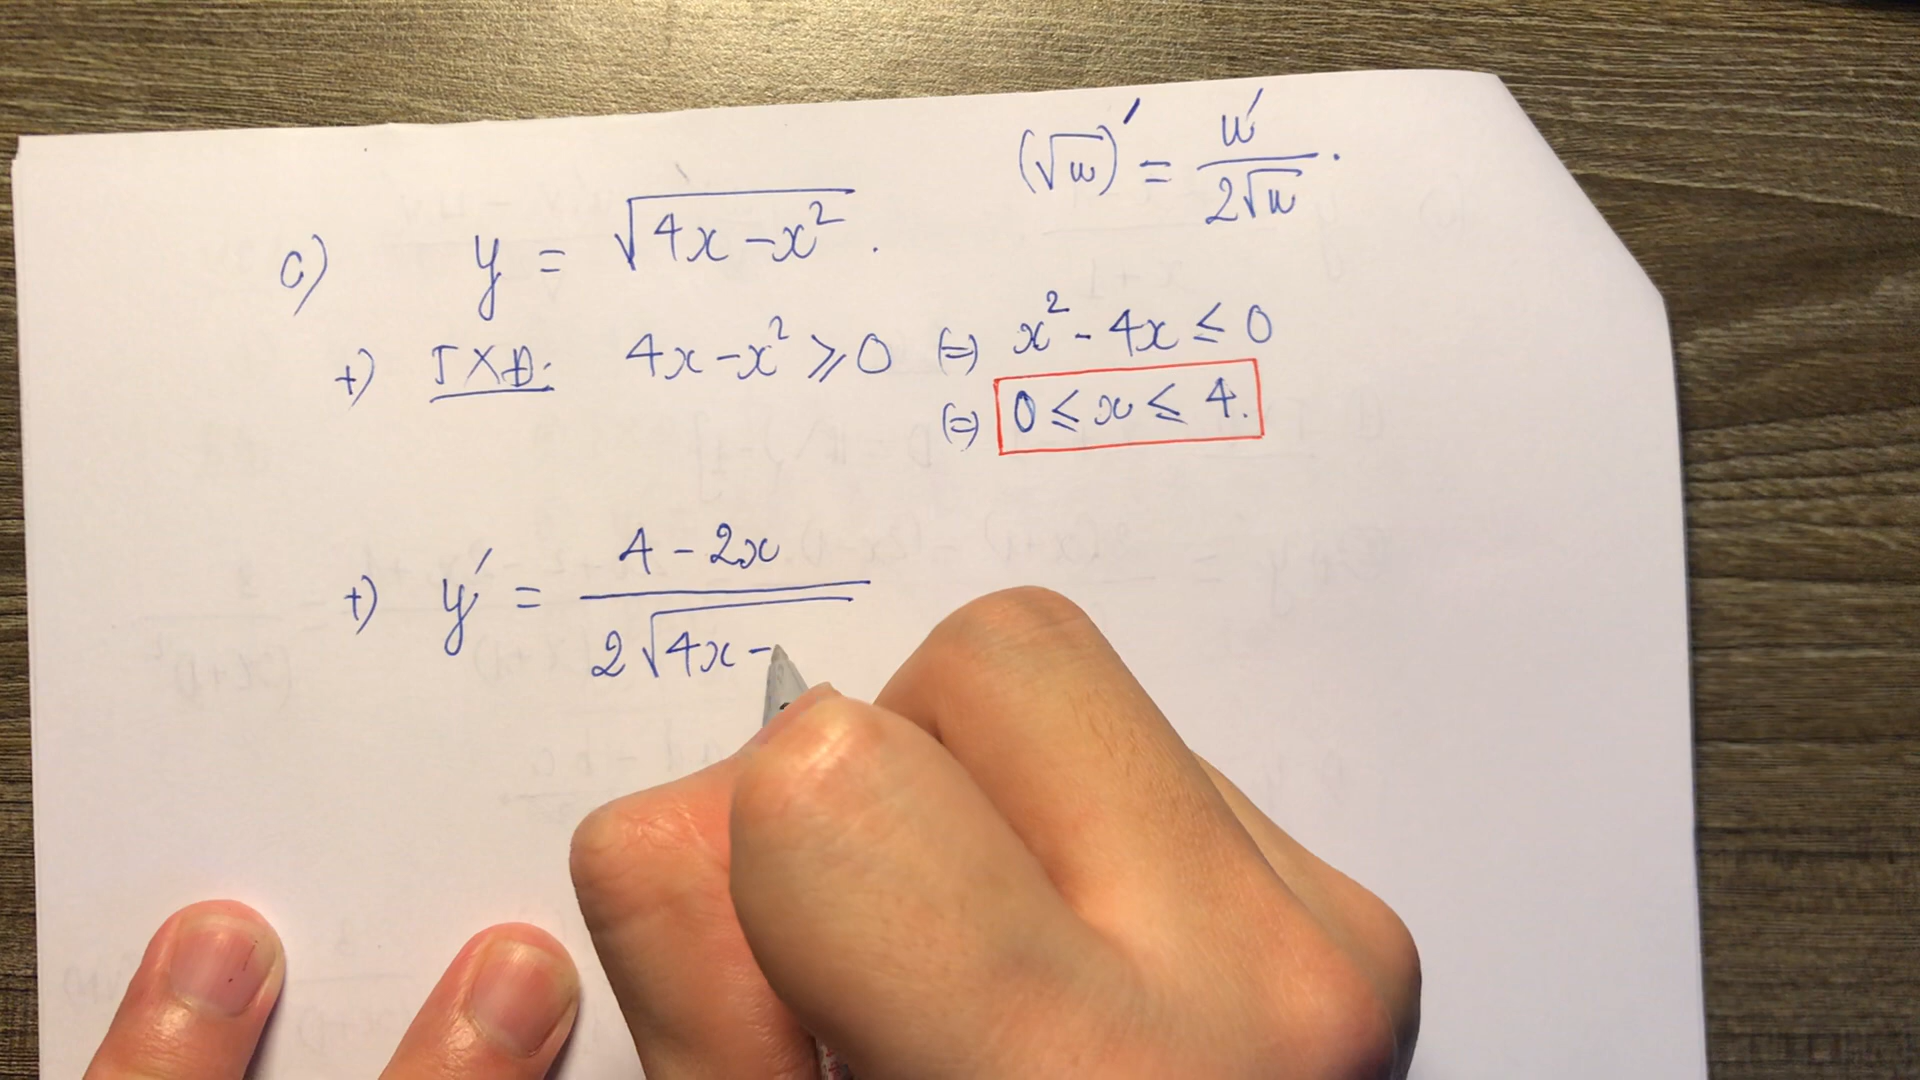 (√u)′ = u′ / 2√u.
c) y = √(4x − x²).
+) TXĐ: 4x − x² ≥ 0 (=) x² − 4x ≤ 0
(=) 0 ≤ x ≤ 4.
+) y′ = 4 − 2x / 2√4x −